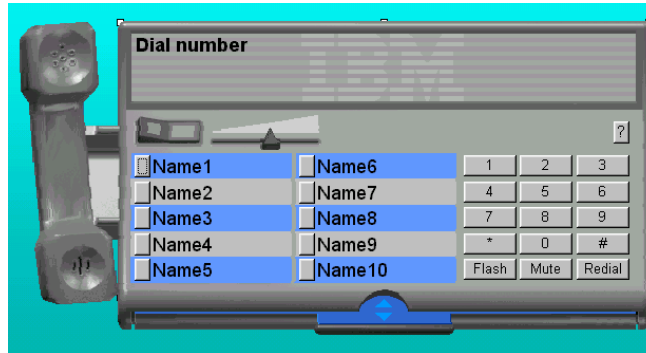 Dial number
IBM
?
Name1 Name6 1 2 3
Name2 Name7 4 5 6
Name3 Name8 7 8 9
Name4 Name9 * 0 #
Name5 Name10 Flash Mute Redial